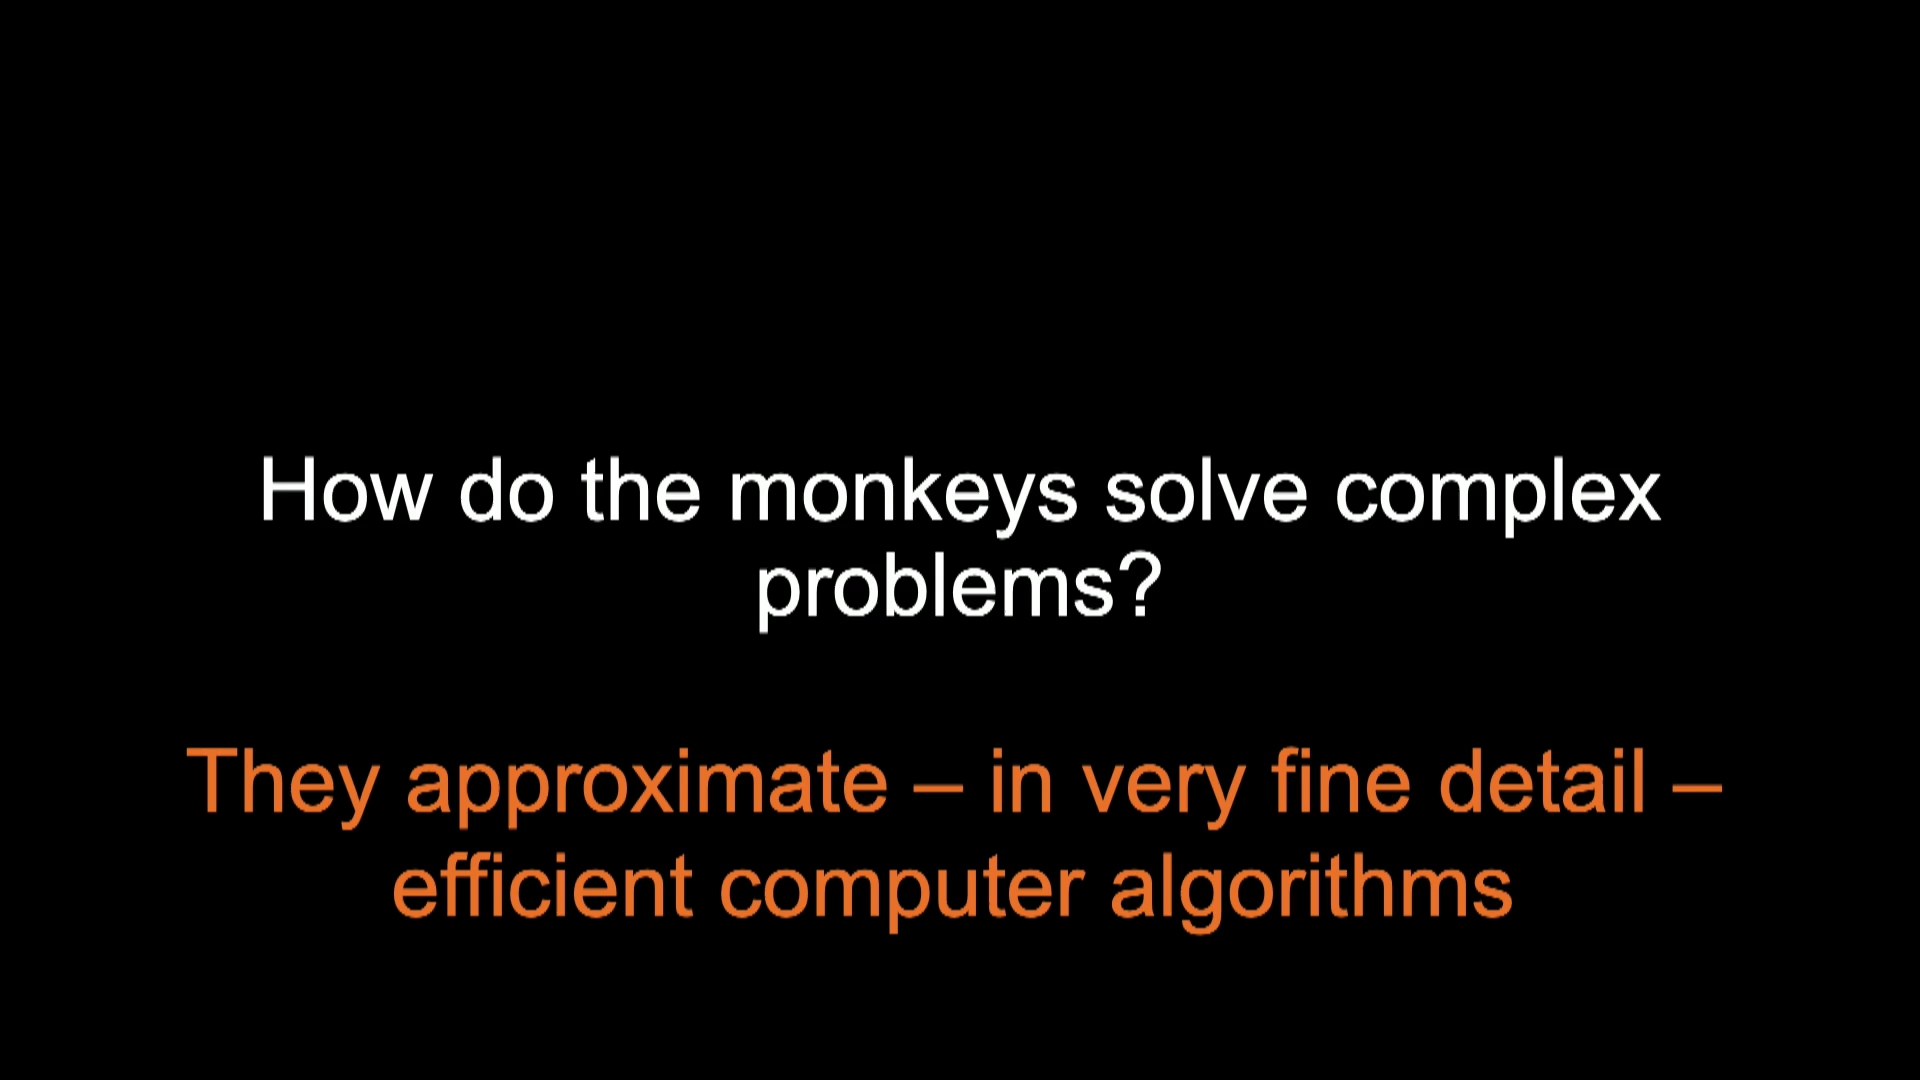 How do the monkeys solve complex
problems?
They approximate – in very fine detail –
efficient computer algorithms